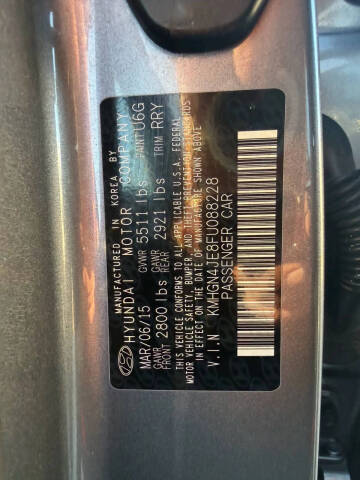 MANUFACTURED IN KOREA BY
HYUNDAI MOTOR COMPANY
MAR/06/15 GVWR 5511 lbs PAINT U6G
GAWR FRONT 2800 lbs GAWR REAR 2921 lbs TRIM RRY
THIS VEHICLE CONFORMS TO ALL APPLICABLE U.S.A. FEDERAL
MOTOR VEHICLE SAFETY, BUMPER, AND THEFT PREVENTION STANDARDS
IN EFFECT ON THE DATE OF MANUFACTURE SHOWN ABOVE
V.I.N. KMHGN4JE8FU088228
PASSENGER CAR